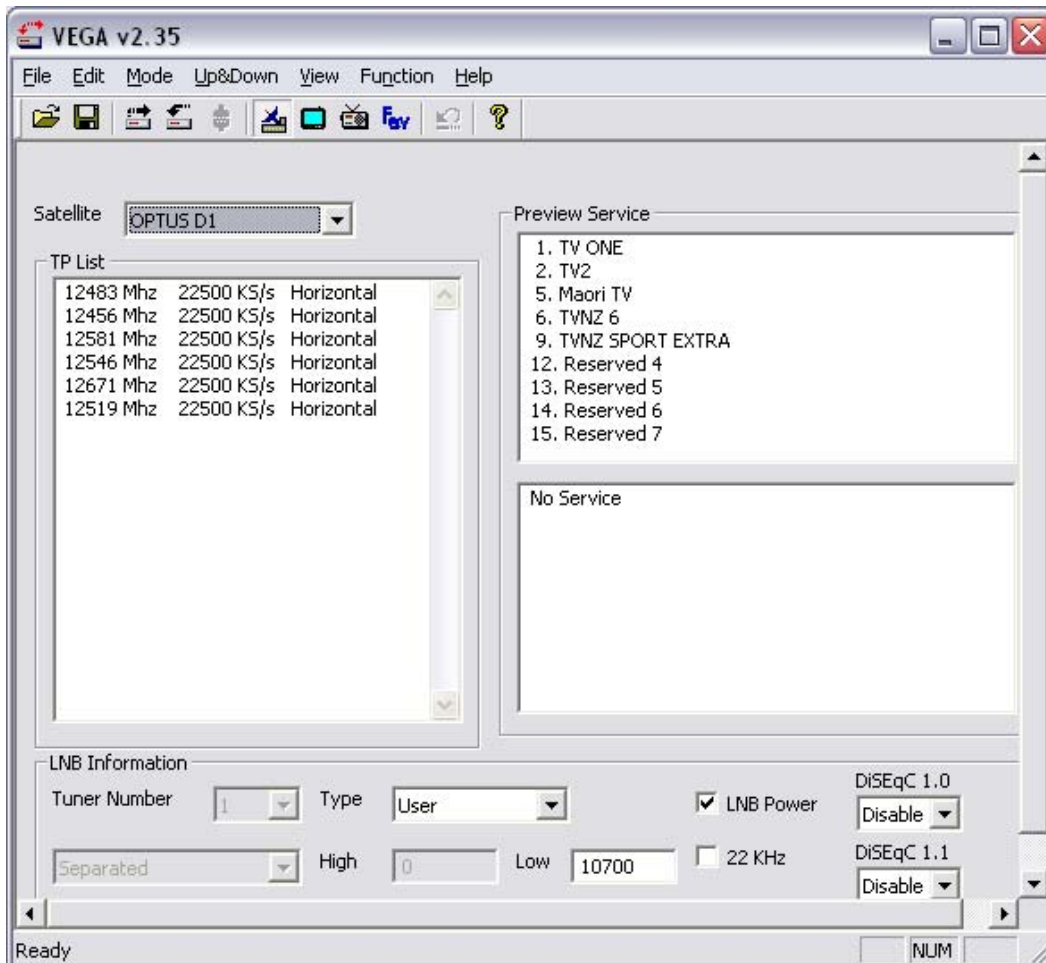 VEGA v2.35
File Edit Mode Up&Down View Function Help
Fav
Satellite OPTUS D1
TP List
12483 Mhz 22500 KS/s Horizontal
12456 Mhz 22500 KS/s Horizontal
12581 Mhz 22500 KS/s Horizontal
12546 Mhz 22500 KS/s Horizontal
12671 Mhz 22500 KS/s Horizontal
12519 Mhz 22500 KS/s Horizontal
Preview Service
1. TV ONE
2. TV2
5. Maori TV
6. TVNZ 6
9. TVNZ SPORT EXTRA
12. Reserved 4
13. Reserved 5
14. Reserved 6
15. Reserved 7
No Service
LNB Information
Tuner Number 1 Type User LNB Power DiSEqC 1.0 Disable
Separated High 0 Low 10700 22 KHz DiSEqC 1.1 Disable
Ready NUM